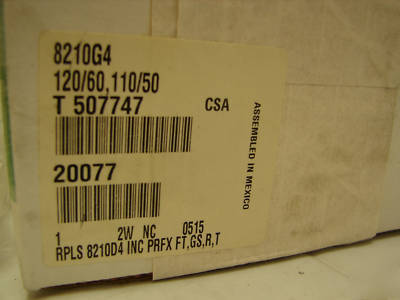 8210G4
120/60,110/50
T 507747 CSA
20077
1 2W NC 0515
RPLS 8210D4 INC PRFX FT,GS,R,T
ASSEMBLED IN MEXICO